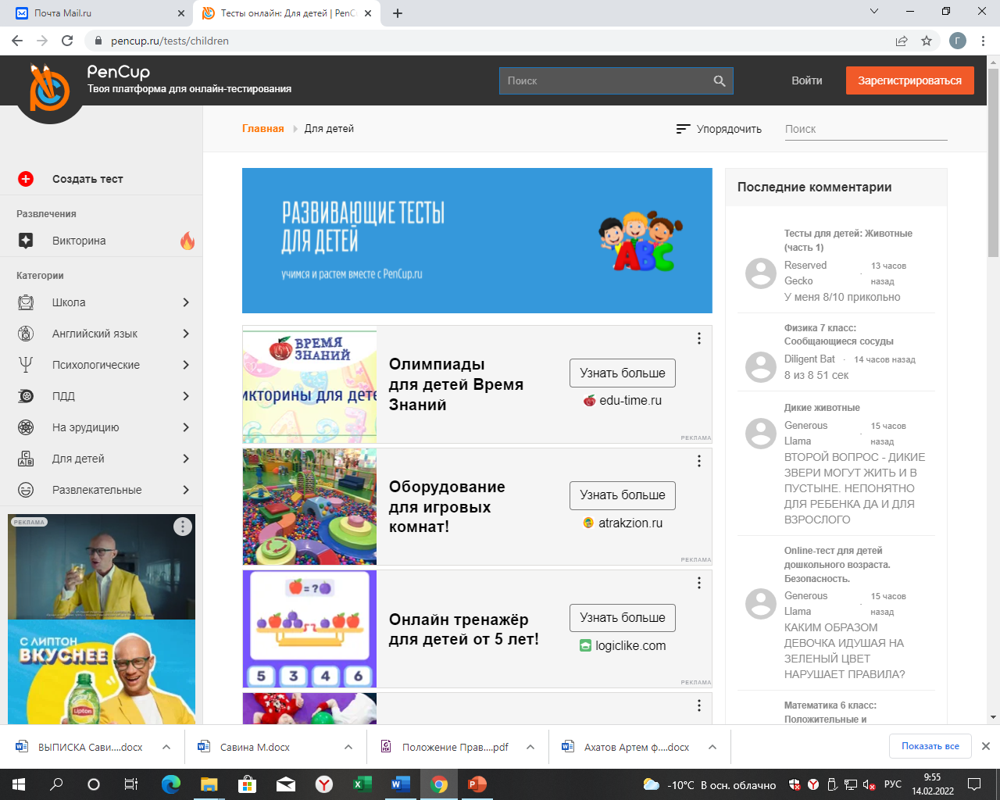 Почта Mail.ru
Тесты онлайн: Для детей | PenC
pencup.ru/tests/children
Г
PenCup
Твоя платформа для онлайн-тестирования
Поиск
Войти
Зарегистрироваться
Главная
Для детей
Упорядочить
Поиск
Создать тест
Развлечения
Викторина
Категории
Школа
Английский язык
Психологические
ПДД
На эрудицию
Для детей
Развлекательные
РЕКЛАМА
С ЛИПТОН
ВКУСНЕЕ
Lipton
РАЗВИВАЮЩИЕ ТЕСТЫ
ДЛЯ ДЕТЕЙ
учимся и растем вместе с PenCup.ru
ABC
ВРЕМЯ
ЗНАНИЙ
икторины для дете
Олимпиады
для детей Время
Знаний
Узнать больше
edu-time.ru
РЕКЛАМА
Оборудование
для игровых
комнат!
Узнать больше
atrakzion.ru
РЕКЛАМА
=?
5 3 4 6
Онлайн тренажёр
для детей от 5 лет!
Узнать больше
logiclike.com
РЕКЛАМА
Последние комментарии
Тесты для детей: Животные
(часть 1)
Reserved
Gecko
·
13 часов
назад
У меня 8/10 прикольно
Физика 7 класс:
Сообщающиеся сосуды
Diligent Bat · 14 часов назад
8 из 8 51 сек
Дикие животные
Generous
Llama
·
15 часов
назад
ВТОРОЙ ВОПРОС - ДИКИЕ
ЗВЕРИ МОГУТ ЖИТЬ И В
ПУСТЫНЕ. НЕПОНЯТНО
ДЛЯ РЕБЕНКА ДА И ДЛЯ
ВЗРОСЛОГО
Online-тест для детей
дошкольного возраста.
Безопасность.
Generous
Llama
·
15 часов
назад
КАКИМ ОБРАЗОМ
ДЕВОЧКА ИДУШАЯ НА
ЗЕЛЕНЫЙ ЦВЕТ
НАРУШАЕТ ПРАВИЛА?
Математика 6 класс:
Положительные и
ВЫПИСКА Сави....docx
Савина М.docx
Положение Прав....pdf
Ахатов Артем ф....docx
Показать все
-10°C В осн. облачно
РУС
9:55
14.02.2022